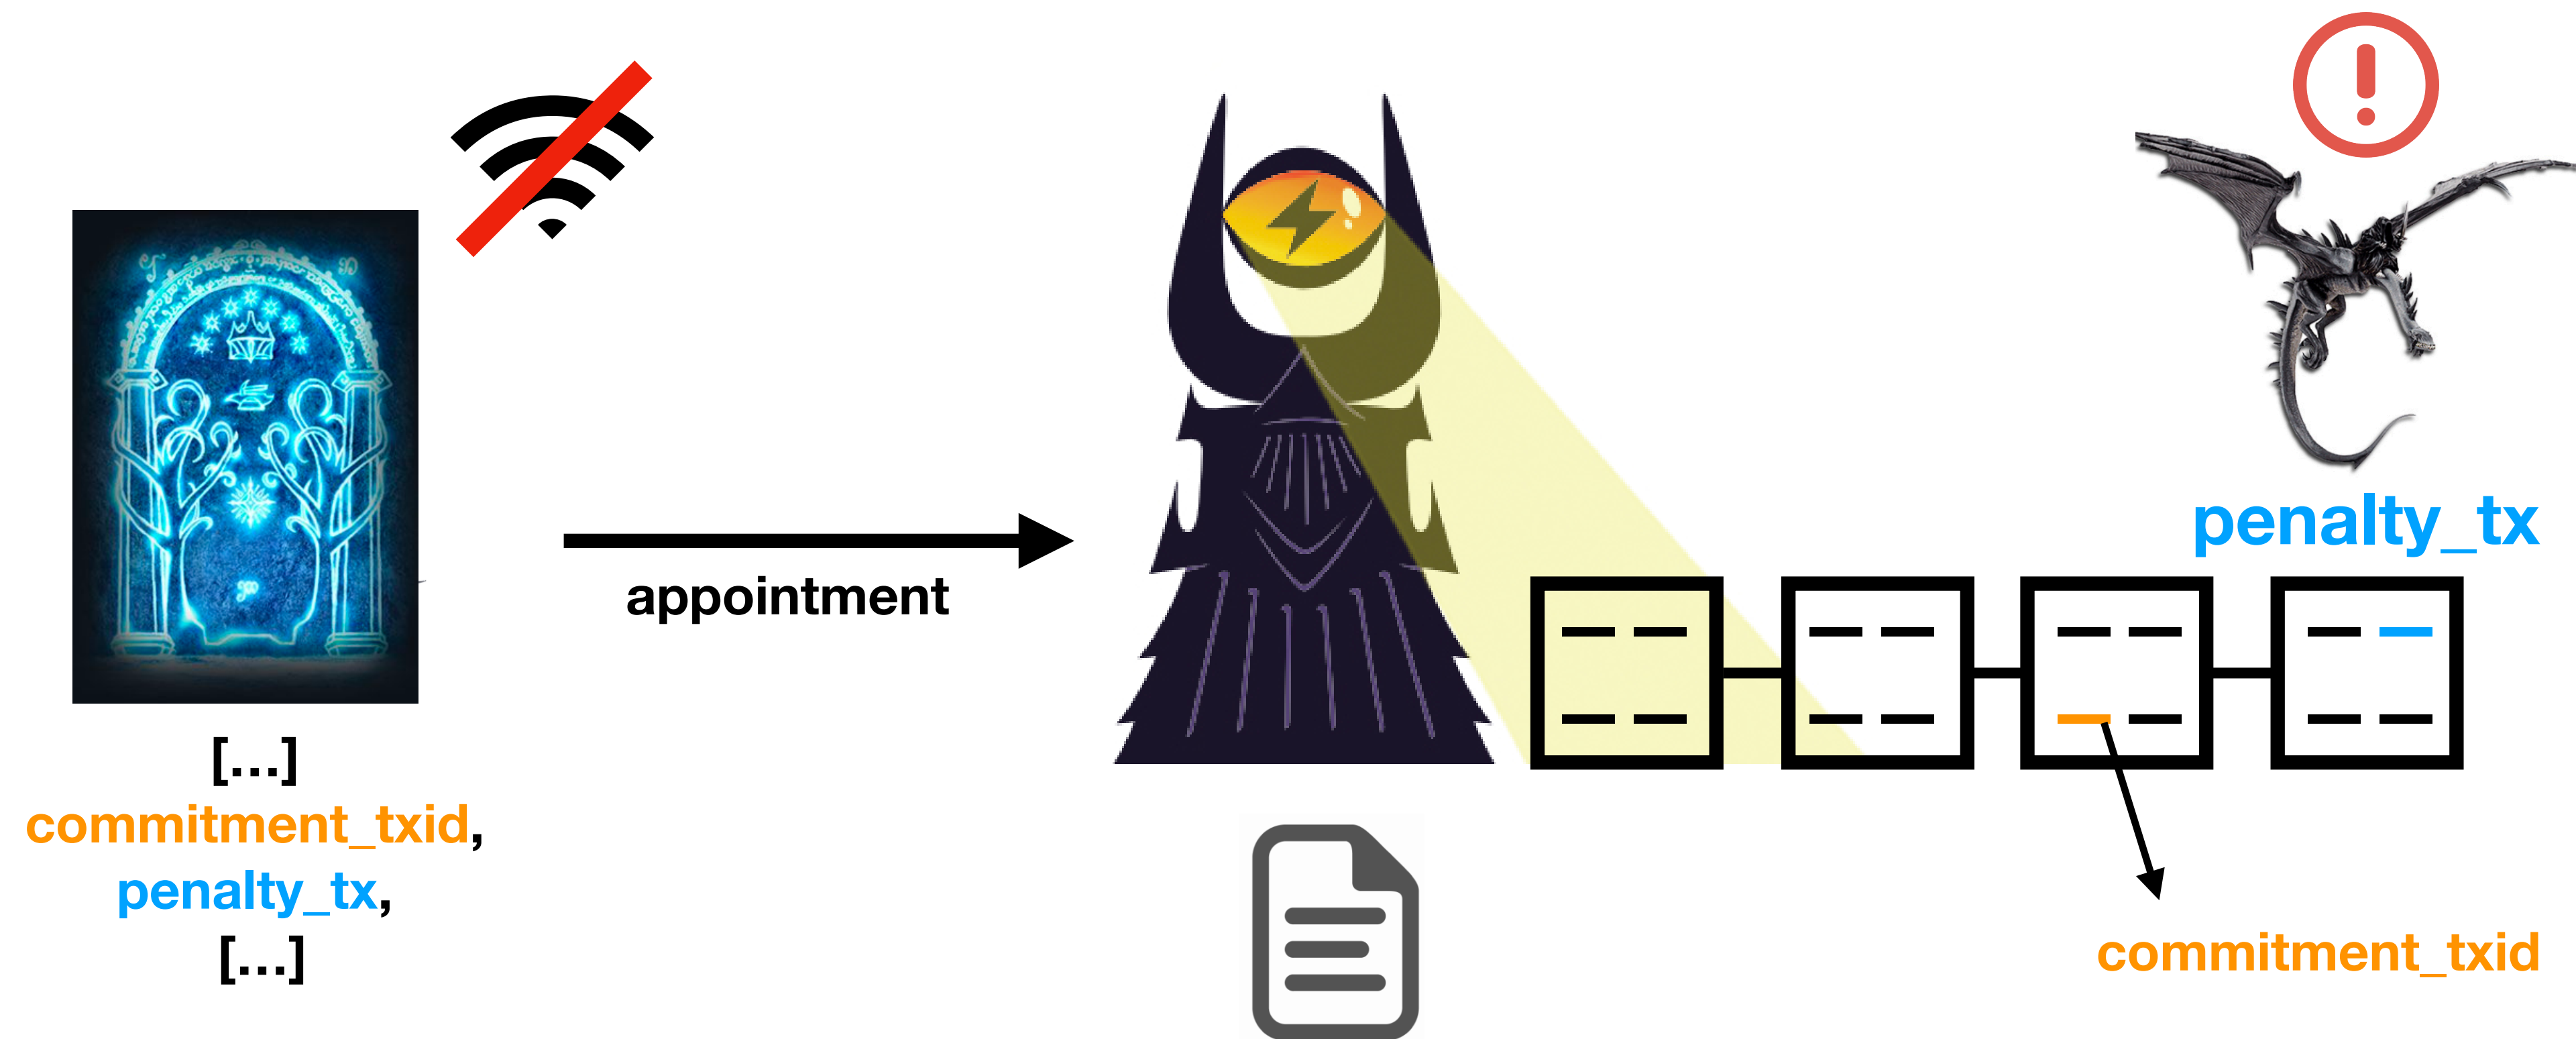 [...]
commitment_txid,
penalty_tx,
[...]
appointment
penalty_tx
commitment_txid